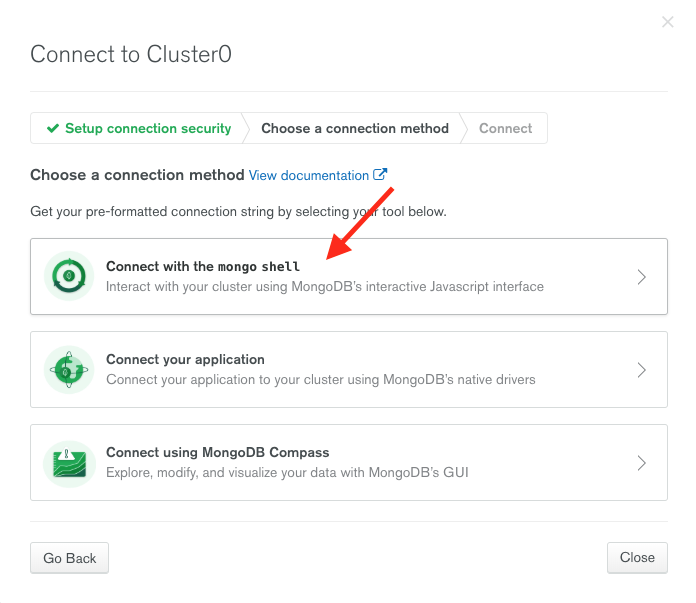 Connect to Cluster0
Setup connection security
Choose a connection method
Connect
Choose a connection method View documentation
Get your pre-formatted connection string by selecting your tool below.
Connect with the mongo shell
Interact with your cluster using MongoDB's interactive Javascript interface
Connect your application
Connect your application to your cluster using MongoDB's native drivers
Connect using MongoDB Compass
Explore, modify, and visualize your data with MongoDB's GUI
Go Back
Close